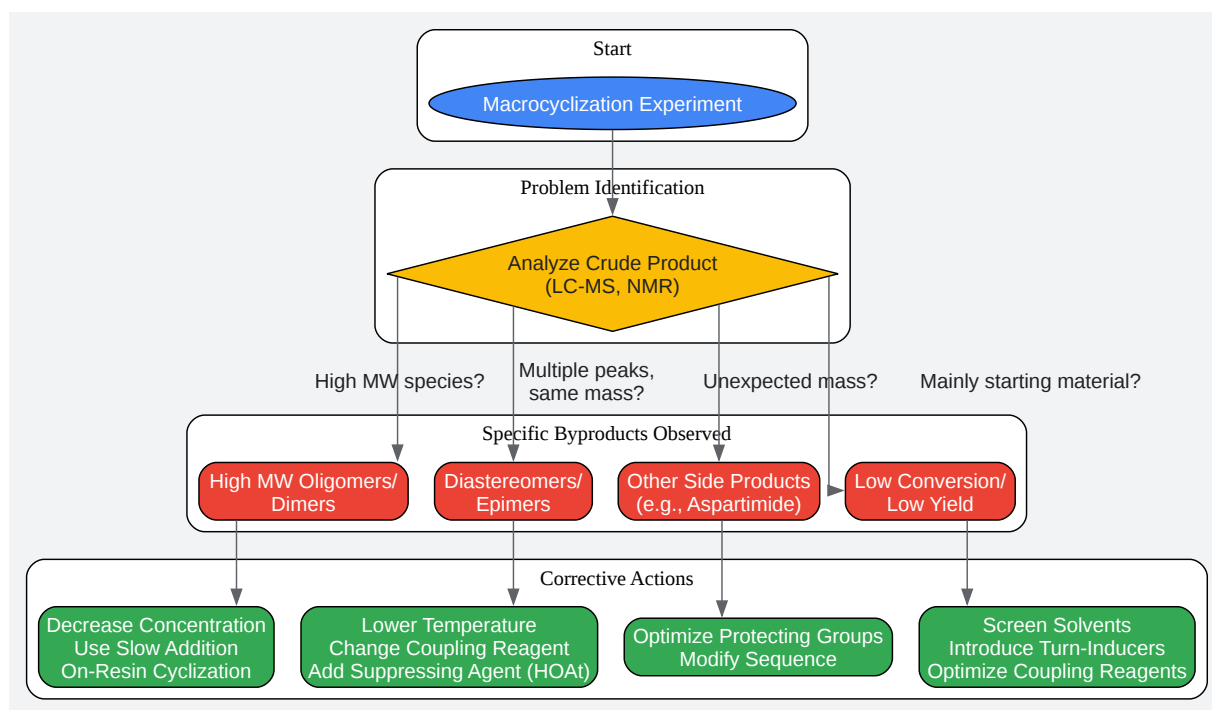 Start
Macrocyclization Experiment
Problem Identification
Analyze Crude Product
(LC-MS, NMR)
High MW species?
Multiple peaks,
same mass?
Unexpected mass?
Mainly starting material?
Specific Byproducts Observed
High MW Oligomers/
Dimers
Diastereomers/
Epimers
Other Side Products
(e.g., Aspartimide)
Low Conversion/
Low Yield
Corrective Actions
Decrease Concentration
Use Slow Addition
On-Resin Cyclization
Lower Temperature
Change Coupling Reagent
Add Suppressing Agent (HOAt)
Optimize Protecting Groups
Modify Sequence
Screen Solvents
Introduce Turn-Inducers
Optimize Coupling Reagents